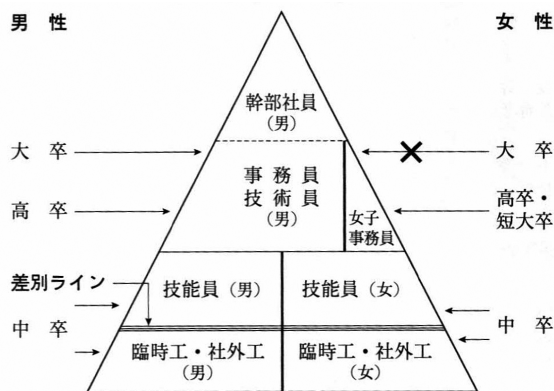 男性
女性
幹部社員
(男)
大卒
大卒
事務員
技術員
(男)
女子
事務員
高卒
高卒・
短大卒
差別ライン
技能員(男)
技能員(女)
中卒
中卒
臨時工・社外工
(男)
臨時工・社外工
(女)